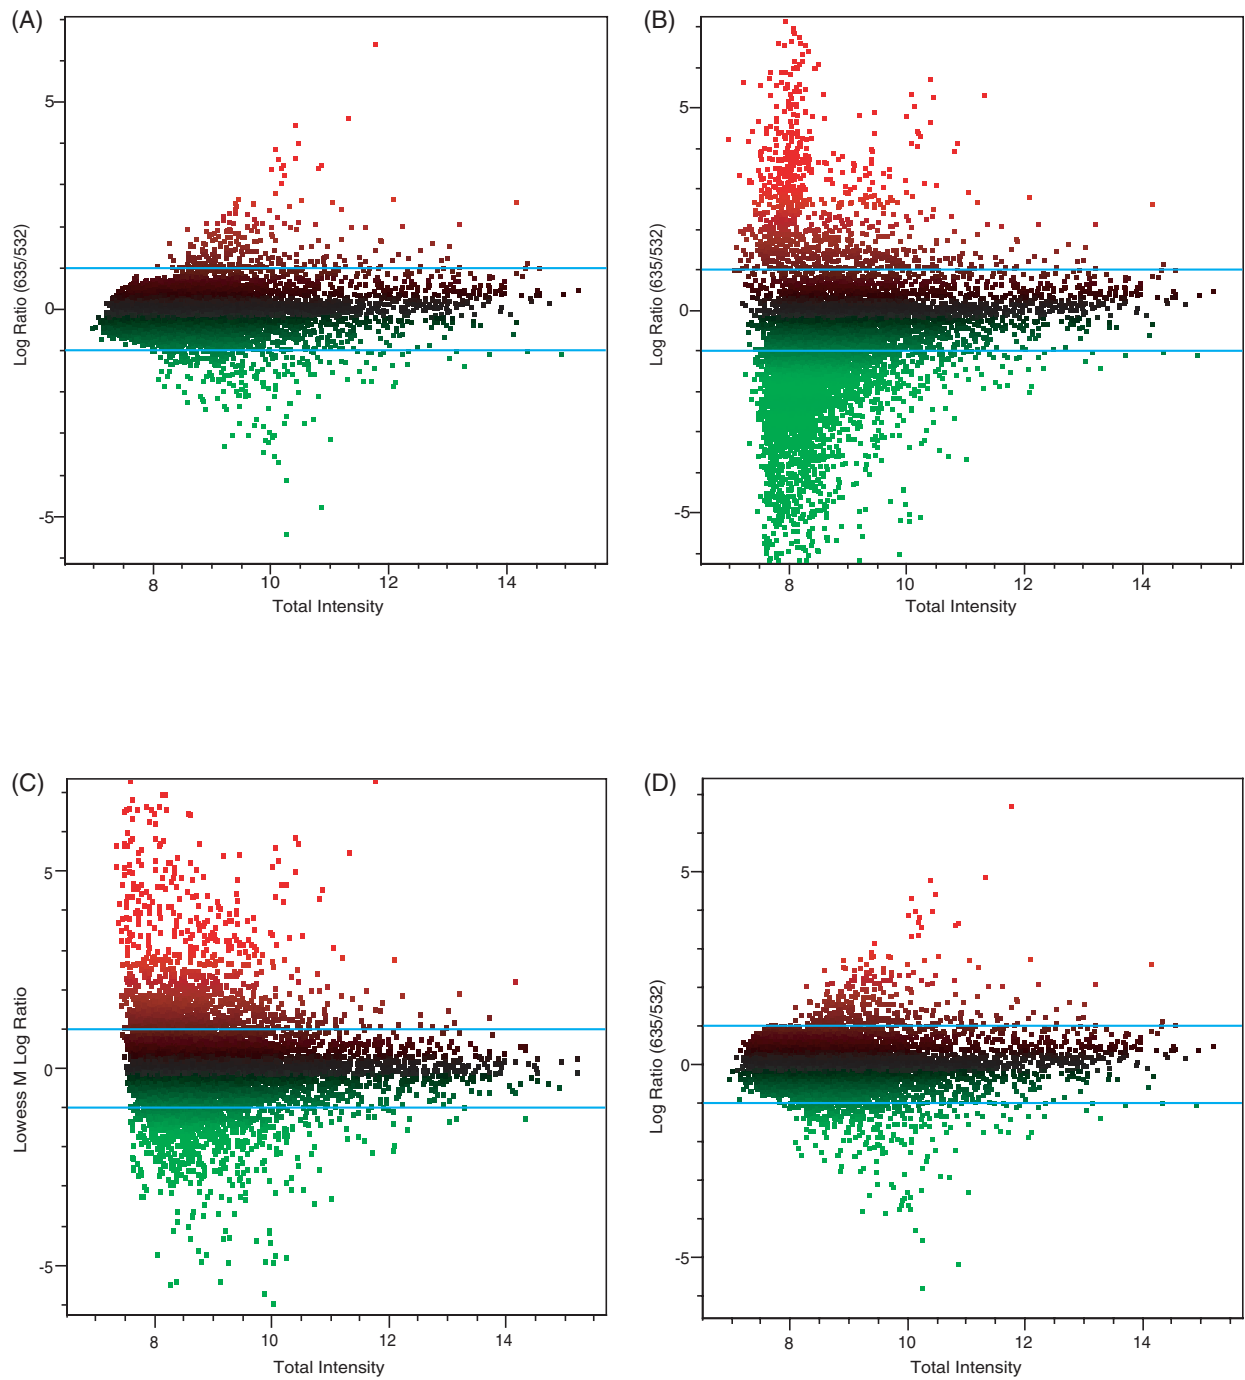 (A)
Log Ratio (635/532)
5
0
-5
8 10 12 14
Total Intensity
(B)
Log Ratio (635/532)
5
0
-5
8 10 12 14
Total Intensity
(C)
Lowess M Log Ratio
5
0
-5
8 10 12 14
Total Intensity
(D)
Log Ratio (635/532)
5
0
-5
8 10 12 14
Total Intensity